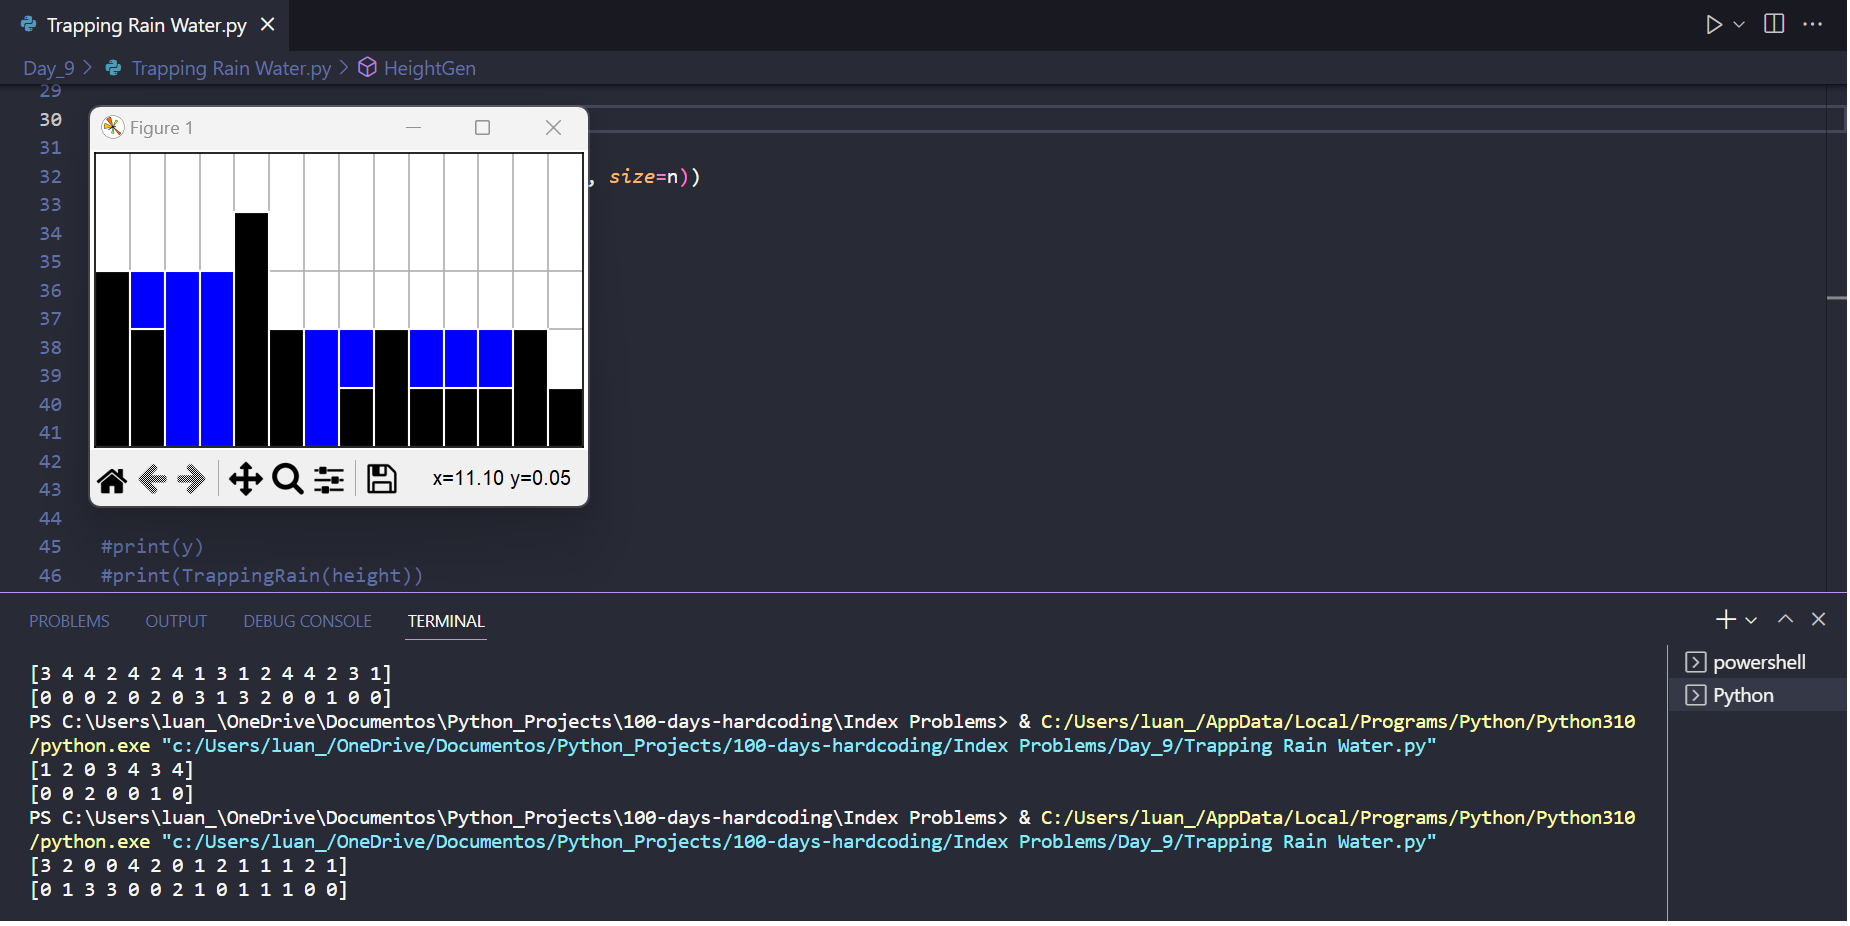 Trapping Rain Water.py
Day_9 > Trapping Rain Water.py > HeightGen
29
30
31
32 , size=n))
33
34
35
36
37
38
39
40
41
42
43
44
45 #print(y)
46 #print(TrappingRain(height))
Figure 1
x=11.10 y=0.05
PROBLEMS OUTPUT DEBUG CONSOLE TERMINAL
[3 4 4 2 4 2 4 1 3 1 2 4 4 2 3 1]
[0 0 0 2 0 2 0 3 1 3 2 0 0 1 0 0]
PS C:\Users\luan_\OneDrive\Documentos\Python_Projects\100-days-hardcoding\Index Problems> & C:/Users/luan_/AppData/Local/Programs/Python/Python310
/python.exe "c:/Users/luan_/OneDrive/Documentos/Python_Projects/100-days-hardcoding/Index Problems/Day_9/Trapping Rain Water.py"
[1 2 0 3 4 3 4]
[0 0 2 0 0 1 0]
PS C:\Users\luan_\OneDrive\Documentos\Python_Projects\100-days-hardcoding\Index Problems> & C:/Users/luan_/AppData/Local/Programs/Python/Python310
/python.exe "c:/Users/luan_/OneDrive/Documentos/Python_Projects/100-days-hardcoding/Index Problems/Day_9/Trapping Rain Water.py"
[3 2 0 0 4 2 0 1 2 1 1 1 2 1]
[0 1 3 3 0 0 2 1 0 1 1 1 0 0]
powershell
Python